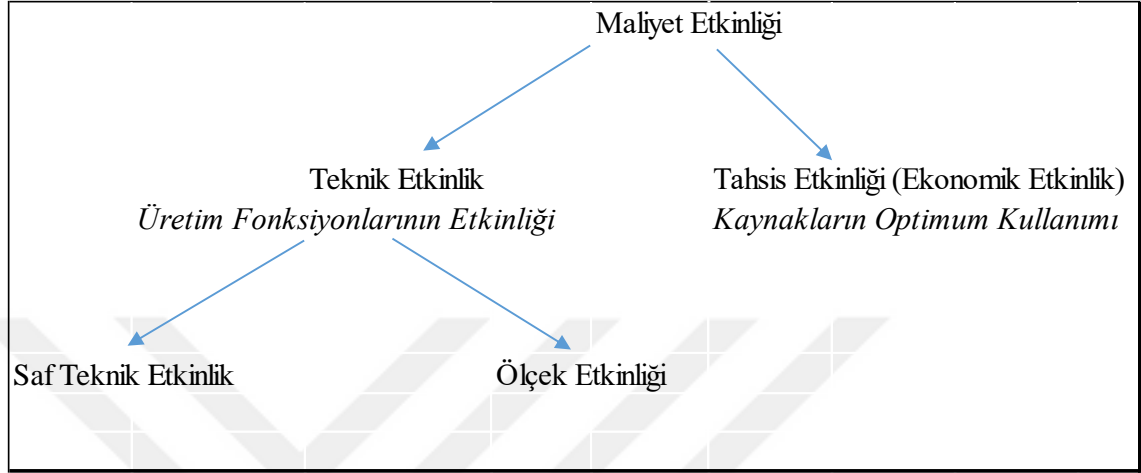 Maliyet Etkinliği
Teknik Etkinlik
Tahsis Etkinliği (Ekonomik Etkinlik)
Üretim Fonksiyonlarının Etkinliği
Kaynakların Optimum Kullanımı
Saf Teknik Etkinlik
Ölçek Etkinliği